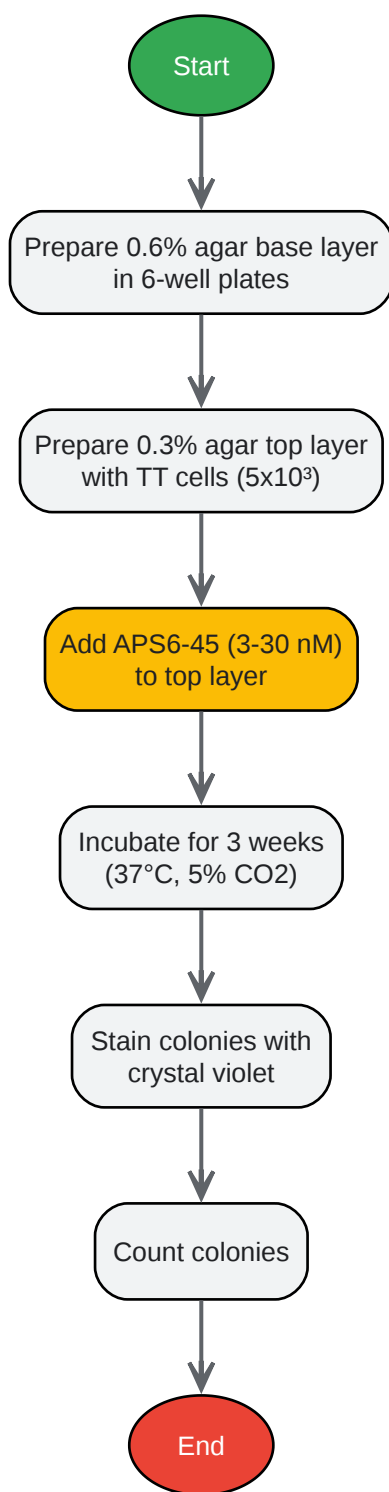 Start
Prepare 0.6% agar base layer
in 6-well plates
Prepare 0.3% agar top layer
with TT cells (5x10³)
Add APS6-45 (3-30 nM)
to top layer
Incubate for 3 weeks
(37°C, 5% CO2)
Stain colonies with
crystal violet
Count colonies
End